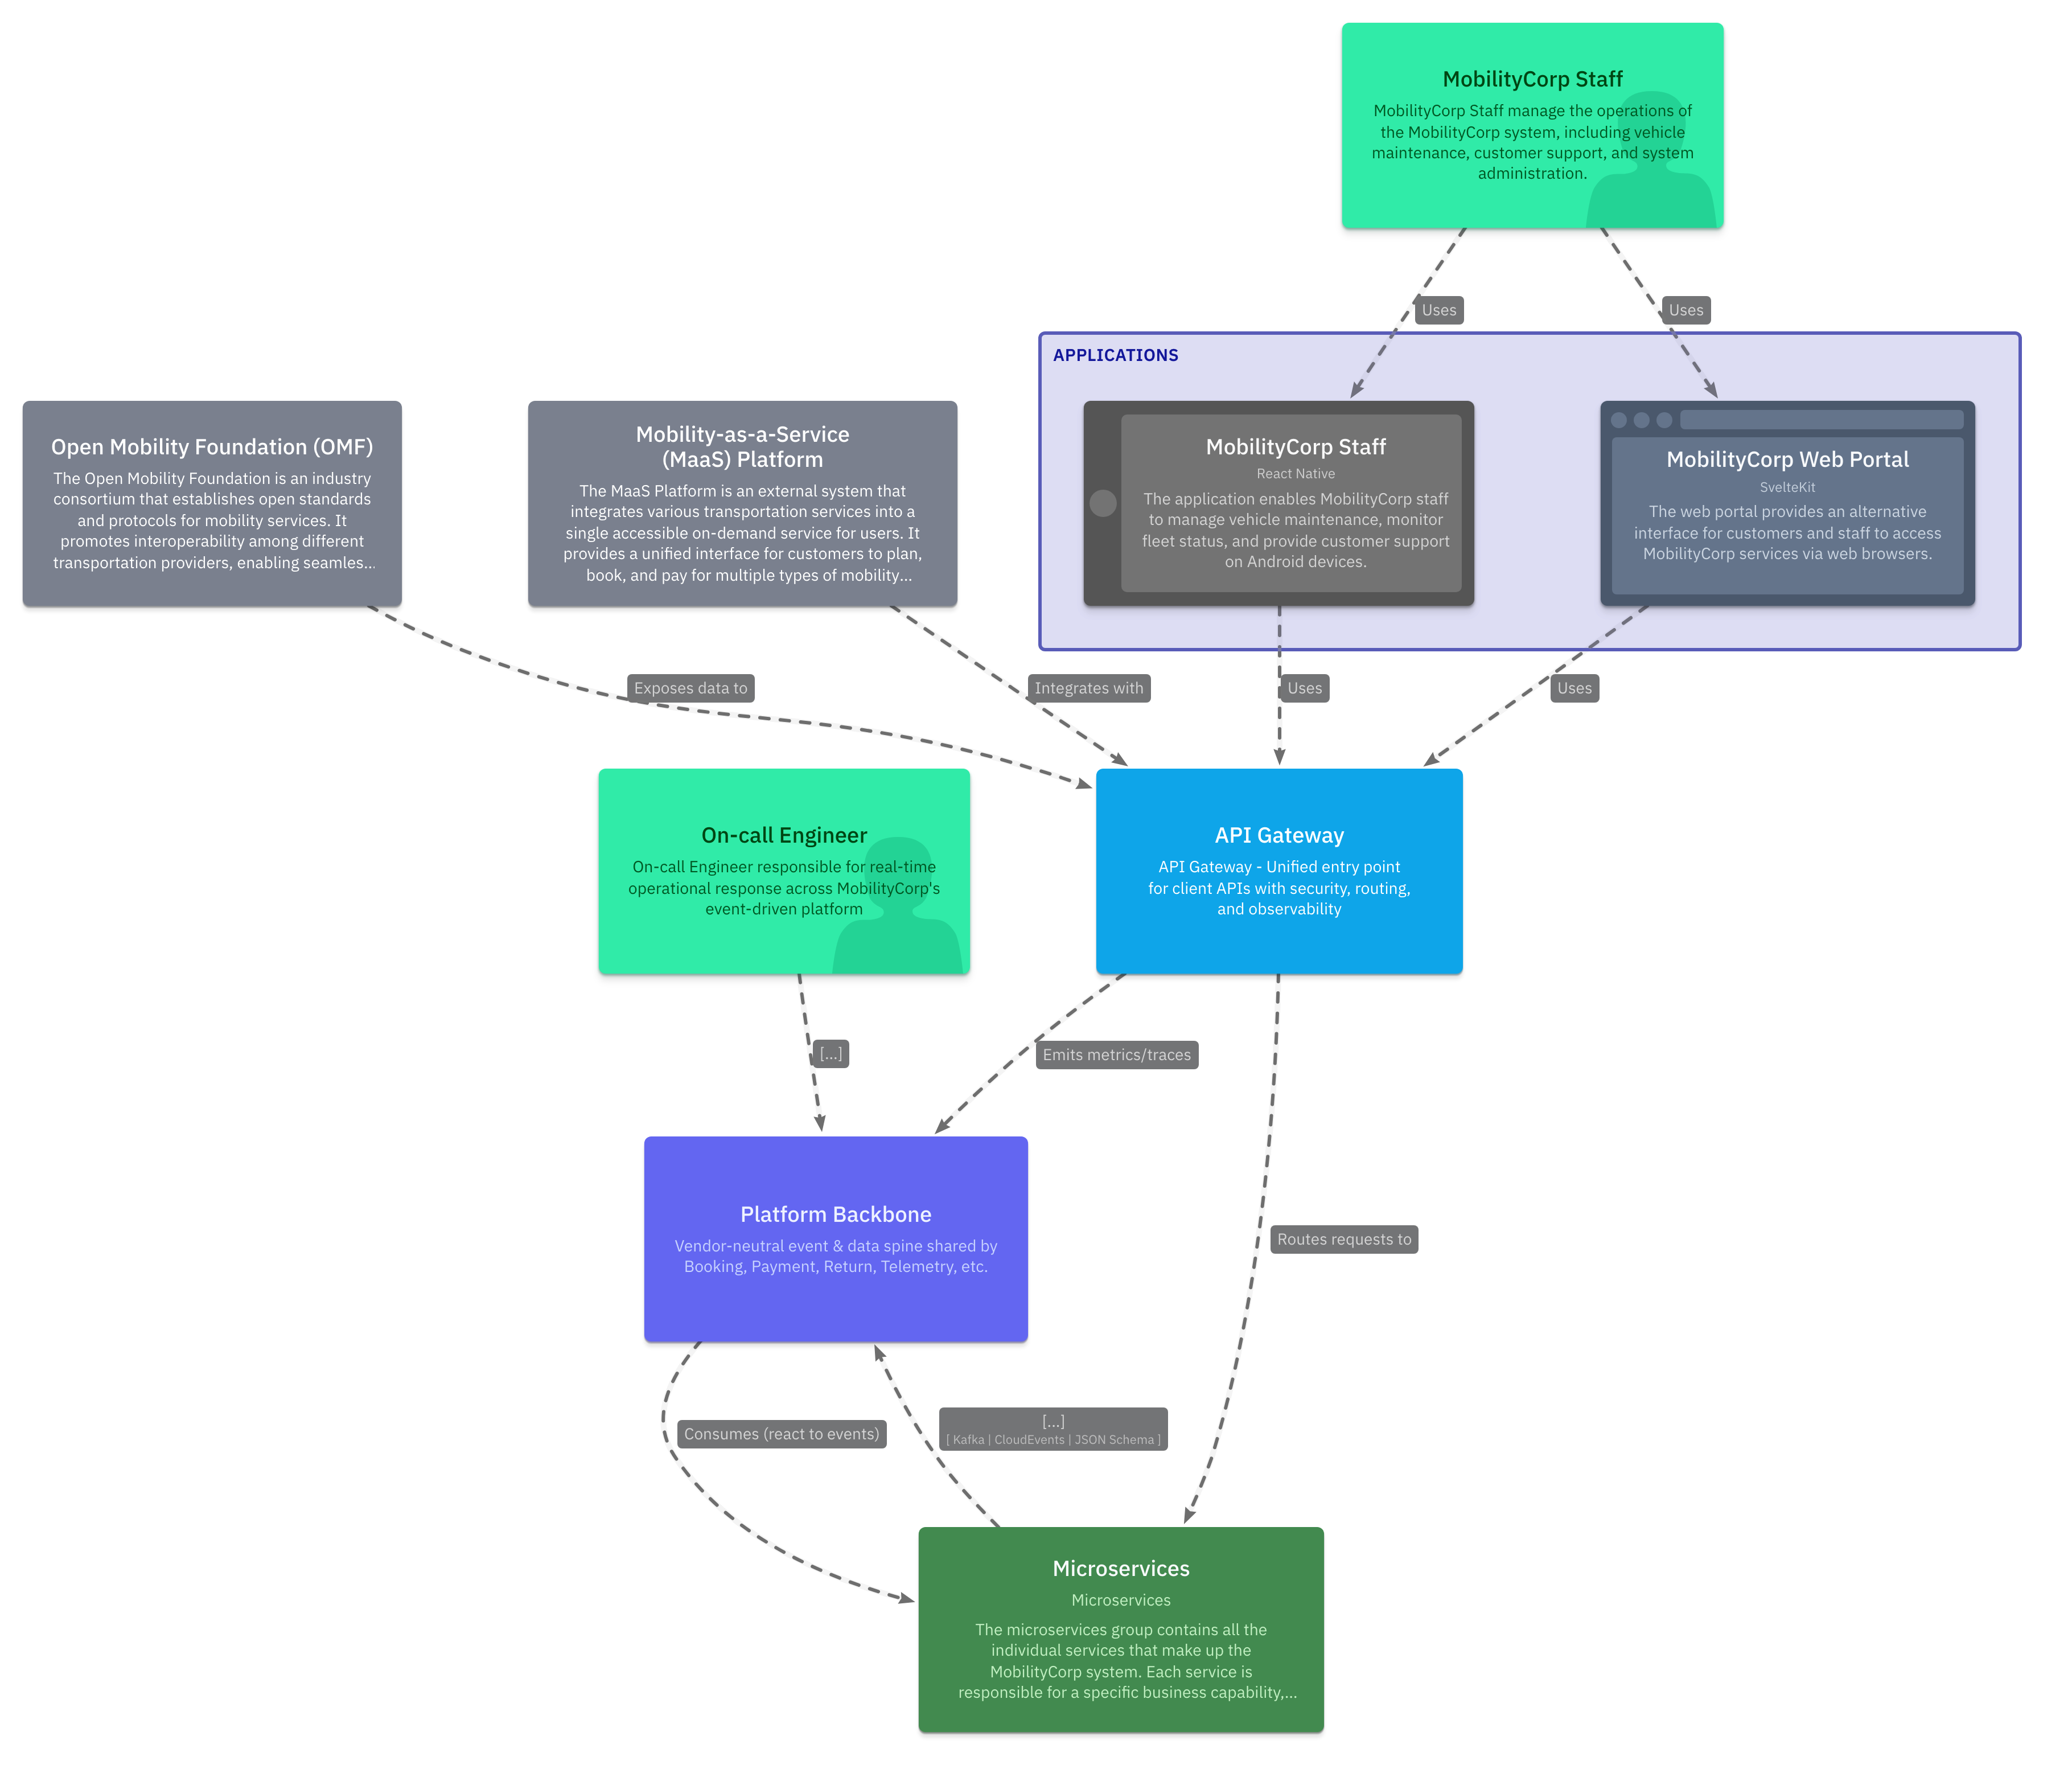 MobilityCorp Staff
MobilityCorp Staff manage the operations of
the MobilityCorp system, including vehicle
maintenance, customer support, and system
administration.
Uses
Uses
APPLICATIONS
Open Mobility Foundation (OMF)
The Open Mobility Foundation is an industry
consortium that establishes open standards
and protocols for mobility services. It
promotes interoperability among different
transportation providers, enabling seamles...
Mobility-as-a-Service
(MaaS) Platform
The MaaS Platform is an external system that
integrates various transportation services into a
single accessible on-demand service for users. It
provides a unified interface for customers to plan,
book, and pay for multiple types of mobility...
MobilityCorp Staff
React Native
The application enables MobilityCorp staff
to manage vehicle maintenance, monitor
fleet status, and provide customer support
on Android devices.
MobilityCorp Web Portal
SvelteKit
The web portal provides an alternative
interface for customers and staff to access
MobilityCorp services via web browsers.
Exposes data to
Integrates with
Uses
Uses
On-call Engineer
On-call Engineer responsible for real-time
operational response across MobilityCorp's
event-driven platform
API Gateway
API Gateway - Unified entry point
for client APIs with security, routing,
and observability
[...]
Emits metrics/traces
Platform Backbone
Vendor-neutral event & data spine shared by
Booking, Payment, Return, Telemetry, etc.
Routes requests to
Consumes (react to events)
[...]
[ Kafka | CloudEvents | JSON Schema ]
Microservices
Microservices
The microservices group contains all the
individual services that make up the
MobilityCorp system. Each service is
responsible for a specific business capability,...